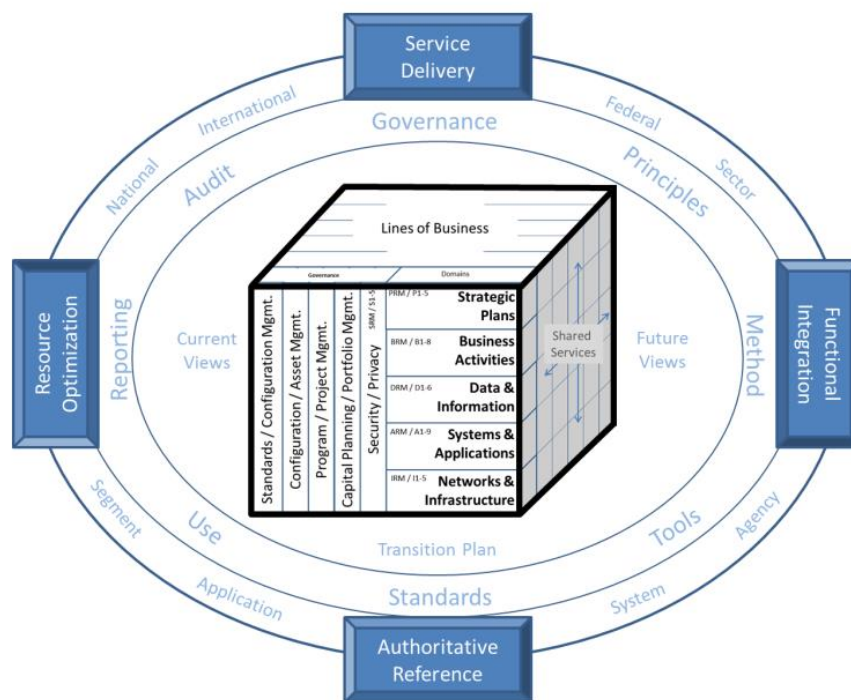 Service
Delivery
International
Federal
National
Governance
Sector
Audit
Principles
Lines of Business
Governance
Domains
Resource
Optimization
Reporting
Current
Views
Standards / Configuration Mgmt.
Configuration / Asset Mgmt.
Program / Project Mgmt.
Capital Planning / Portfolio Mgmt.
Security / Privacy
SRM / S1-5
PRM / P1-5
Strategic
Plans
BRM / B1-8
Business
Activities
DRM / D1-6
Data &
Information
ARM / A1-9
Systems &
Applications
IRM / I1-5
Networks &
Infrastructure
Shared
Services
Future
Views
Method
Functional
Integration
Segment
Use
Transition Plan
Tools
Agency
Application
Standards
System
Authoritative
Reference